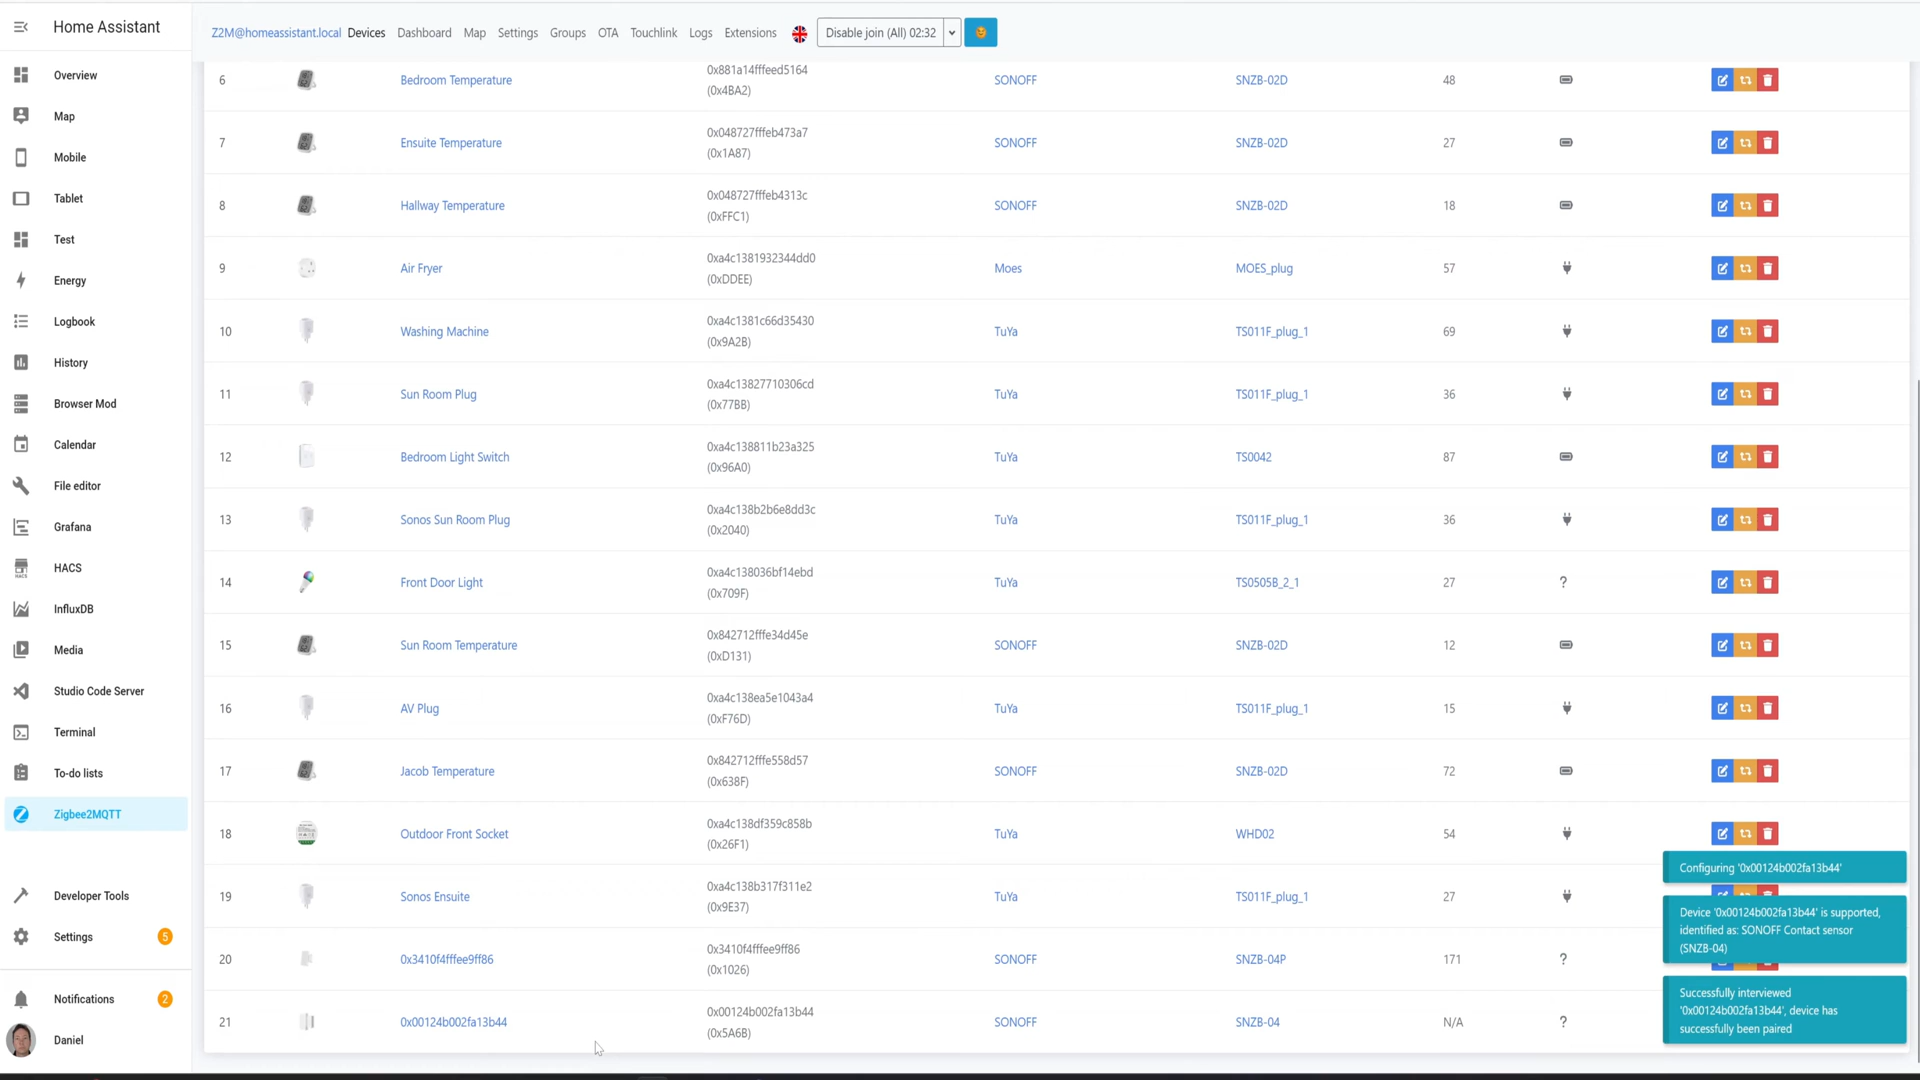 Home Assistant
Z2M@homeassistant.local Devices Dashboard Map Settings Groups OTA Touchlink Logs Extensions Disable join (All) 02:32
Overview
Map
Mobile
Tablet
Test
Energy
Logbook
History
Browser Mod
Calendar
File editor
Grafana
HACS
HACS
InfluxDB
Media
Studio Code Server
Terminal
To-do lists
Zigbee2MQTT
Developer Tools
Settings 5
Notifications 2
Daniel
6 Bedroom Temperature 0x881a14fffeed5164 SONOFF SNZB-02D 48
(0x4BA2)
7 Ensuite Temperature 0x048727fffeb473a7 SONOFF SNZB-02D 27
(0x1A87)
8 Hallway Temperature 0x048727fffeb4313c SONOFF SNZB-02D 18
(0xFFC1)
9 Air Fryer 0xa4c1381932344dd0 Moes MOES_plug 57
(0xDDEE)
10 Washing Machine 0xa4c1381c66d35430 TuYa TS011F_plug_1 69
(0x9A2B)
11 Sun Room Plug 0xa4c13827710306cd TuYa TS011F_plug_1 36
(0x77BB)
12 Bedroom Light Switch 0xa4c138811b23a325 TuYa TS0042 87
(0x96A0)
13 Sonos Sun Room Plug 0xa4c138b2b6e8dd3c TuYa TS011F_plug_1 36
(0x2040)
14 Front Door Light 0xa4c138036bf14ebd TuYa TS0505B_2_1 27 ?
(0x709F)
15 Sun Room Temperature 0x842712fffe34d45e SONOFF SNZB-02D 12
(0xD131)
16 AV Plug 0xa4c138ea5e1043a4 TuYa TS011F_plug_1 15
(0xF76D)
17 Jacob Temperature 0x842712fffe558d57 SONOFF SNZB-02D 72
(0x638F)
18 Outdoor Front Socket 0xa4c138df359c858b TuYa WHD02 54
(0x26F1)
19 Sonos Ensuite 0xa4c138b317f311e2 TuYa TS011F_plug_1 27
(0x9E37)
20 0x3410f4fffee9ff86 0x3410f4fffee9ff86 SONOFF SNZB-04P 171 ?
(0x1026)
21 0x00124b002fa13b44 0x00124b002fa13b44 SONOFF SNZB-04 N/A ?
(0x5A6B)
Configuring '0x00124b002fa13b44'
Device '0x00124b002fa13b44' is supported,
identified as: SONOFF Contact sensor
(SNZB-04)
Successfully interviewed
'0x00124b002fa13b44', device has
successfully been paired